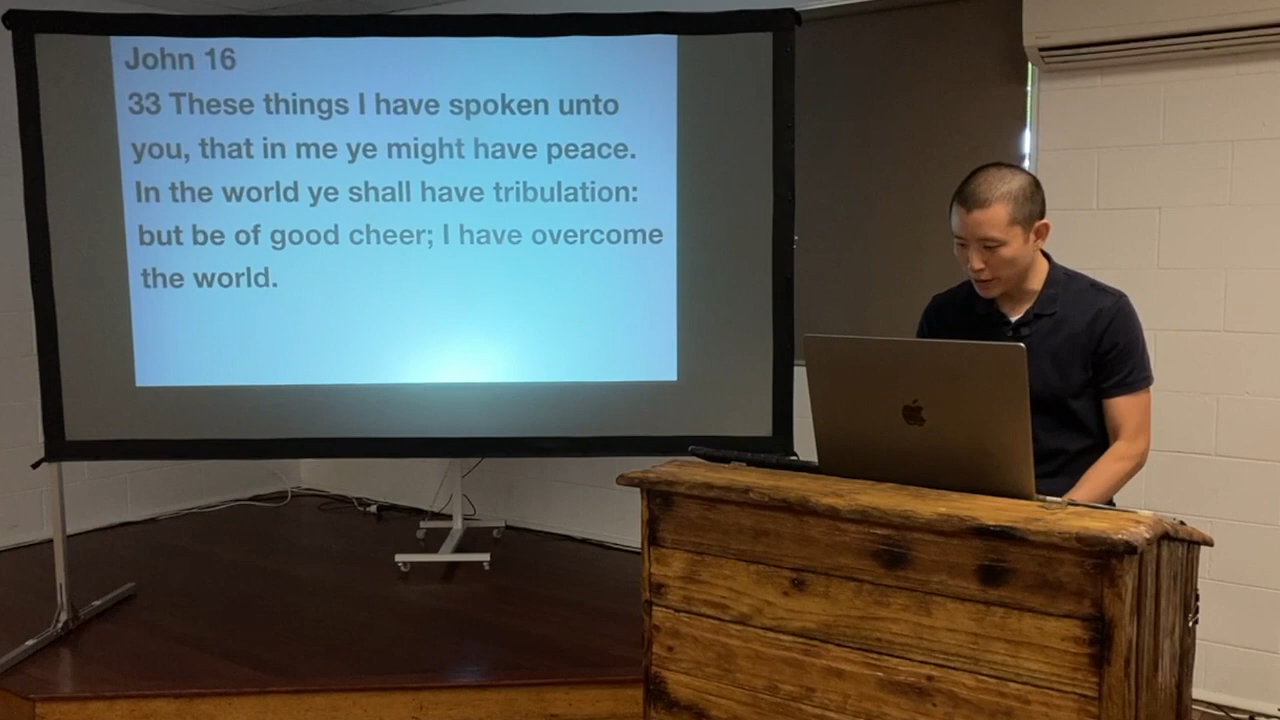 John 16
33 These things I have spoken unto
you, that in me ye might have peace.
In the world ye shall have tribulation:
but be of good cheer; I have overcome
the world.